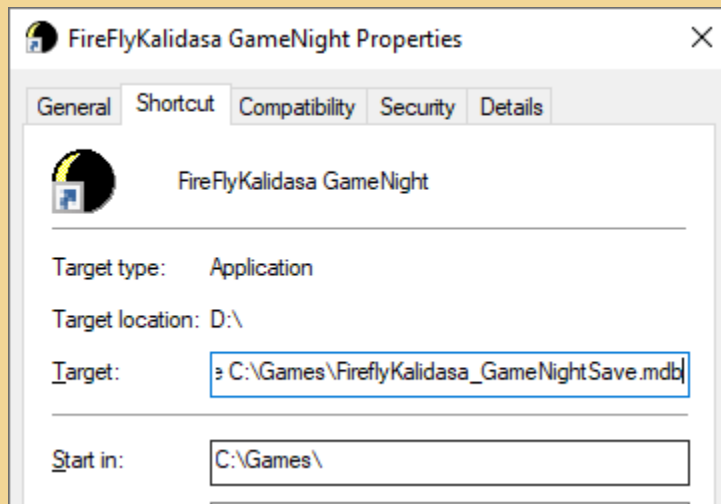 FireFlyKalidasa GameNight Properties
General Shortcut Compatibility Security Details
FireFlyKalidasa GameNight
Target type: Application
Target location: D:\
Target: C:\Games\FireflyKalidasa_GameNightSave.mdb
Start in: C:\Games\